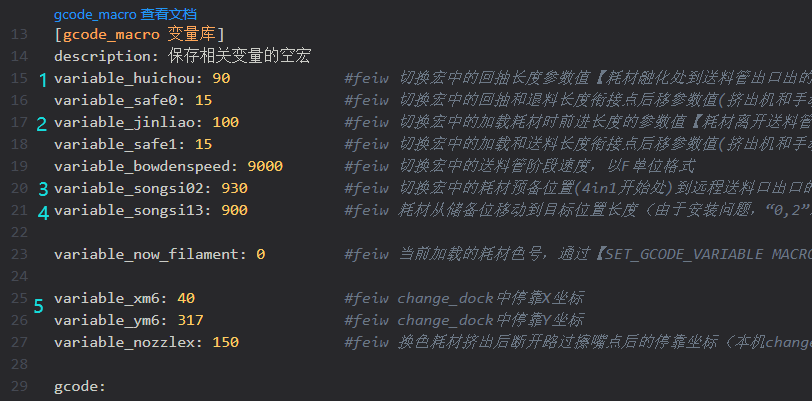 gcode_macro 查看文档
13 [gcode_macro 变量库]
14 description: 保存相关变量的空宏
15 1 variable_huichou: 90 #feiw 切换宏中的回抽长度参数值【耗材融化处到送料管出口出的
16 variable_safe0: 15 #feiw 切换宏中的回抽和退料长度衔接点后移参数值(挤出机和手
17 2 variable_jinliao: 100 #feiw 切换宏中的加载耗材时前进长度的参数值【耗材离开送料管
18 variable_safe1: 15 #feiw 切换宏中的加载和送料长度衔接点后移参数值(挤出机和手
19 variable_bowdenspeed: 9000 #feiw 切换宏中的送料管阶段速度，以F单位格式
20 3 variable_songsi02: 930 #feiw 切换宏中的耗材预备位置(4in1开始处)到远程送料口出口的
21 4 variable_songsi13: 900 #feiw 耗材从储备位移动到目标位置长度（由于安装问题，“0,2”
22
23 variable_now_filament: 0 #feiw 当前加载的耗材色号，通过【SET_GCODE_VARIABLE MACRO
24
25 5 variable_xm6: 40 #feiw change_dock中停靠X坐标
26 variable_ym6: 317 #feiw change_dock中停靠Y坐标
27 variable_nozzlex: 150 #feiw 换色耗材挤出后断开路过擦嘴点后的停靠坐标（本机chang
28
29 gcode: